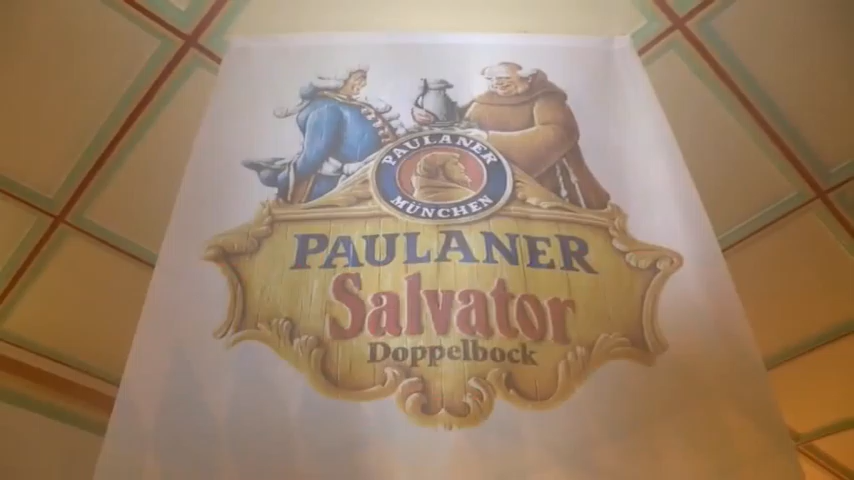 PAULANER
MÜNCHEN
PAULANER
Salvator
Doppelbock